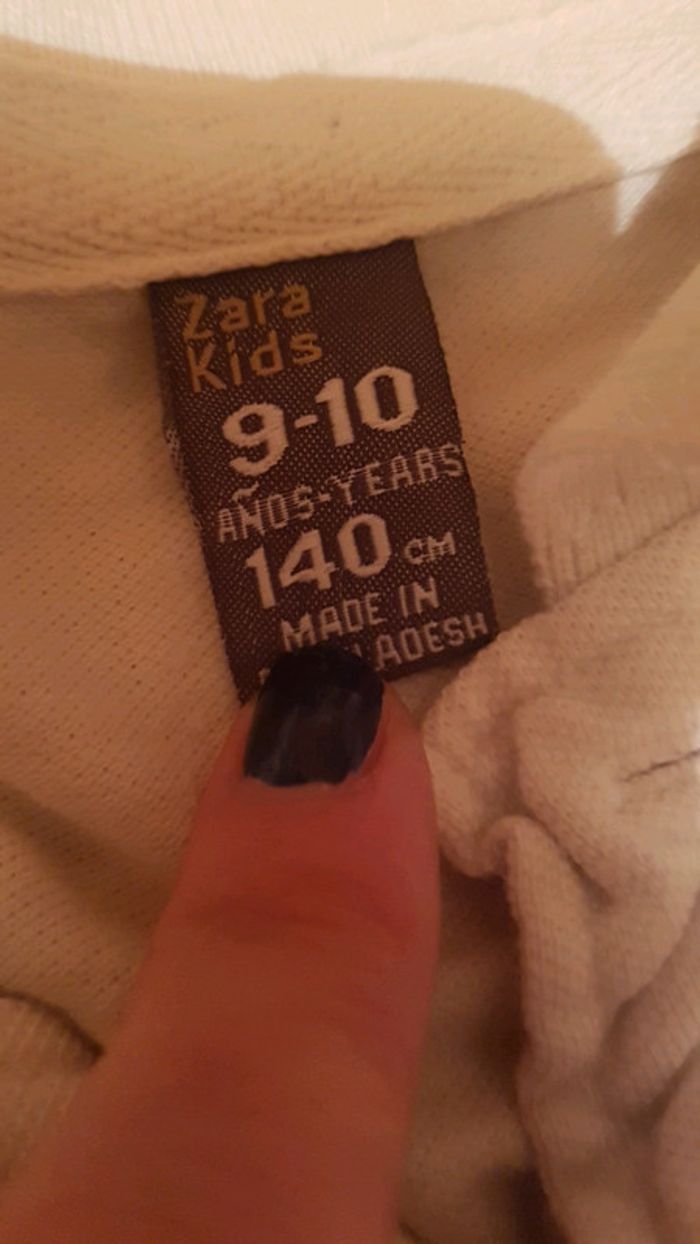 Zara
Kids
9-10
AÑOS-YEARS
140 CM
MADE IN